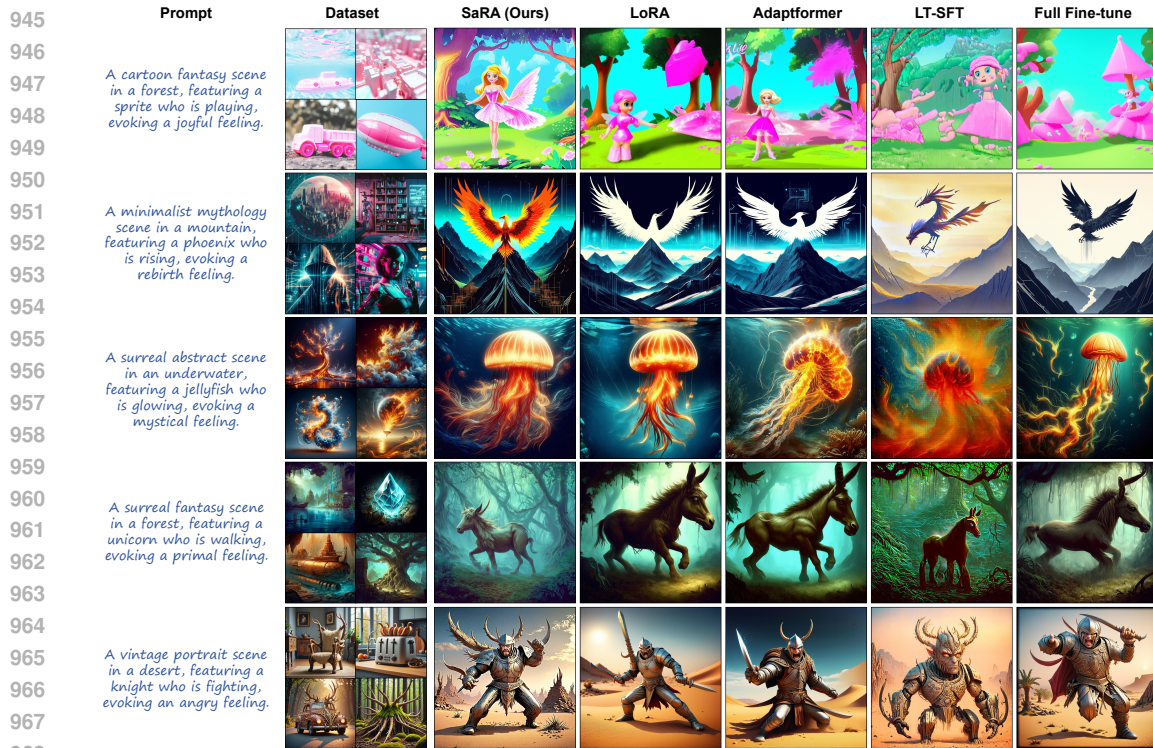 945
946
947
948
949
950
951
952
953
954
955
956
957
958
959
960
961
962
963
964
965
966
967
Prompt Dataset SaRA (Ours) LoRA Adaptformer LT-SFT Full Fine-tune
A cartoon fantasy scene
in a forest, featuring a
sprite who is playing,
evoking a joyful feeling.
A minimalist mythology
scene in a mountain,
featuring a phoenix who
is rising, evoking a
rebirth feeling.
A surreal abstract scene
in an underwater,
featuring a jellyfish who
is glowing, evoking a
mystical feeling.
A surreal fantasy scene
in a forest, featuring a
unicorn who is walking,
evoking a primal feeling.
A vintage portrait scene
in a desert, featuring a
knight who is fighting,
evoking an angry feeling.